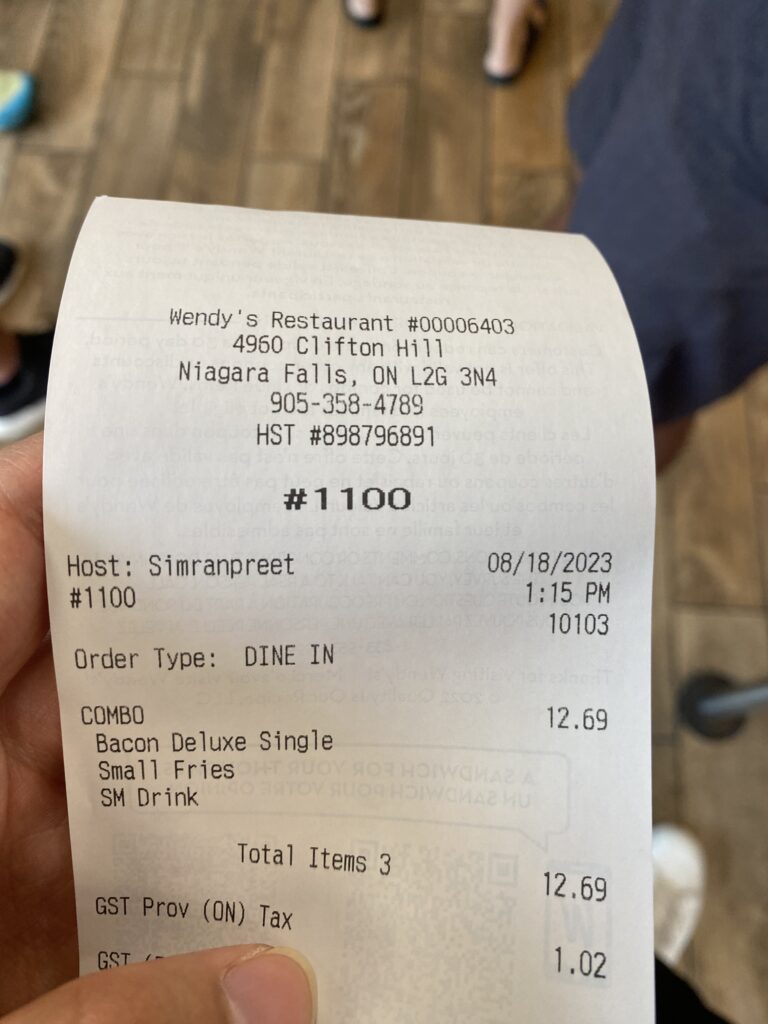 Wendy's Restaurant #00006403
4960 Clifton Hill
Niagara Falls, ON L2G 3N4
905-358-4789
HST #898796891
#1100
Host: Simranpreet 08/18/2023
#1100 1:15 PM
10103
Order Type: DINE IN
COMBO 12.69
Bacon Deluxe Single
Small Fries
SM Drink
Total Items 3
12.69
GST Prov (ON) Tax
1.02
GST